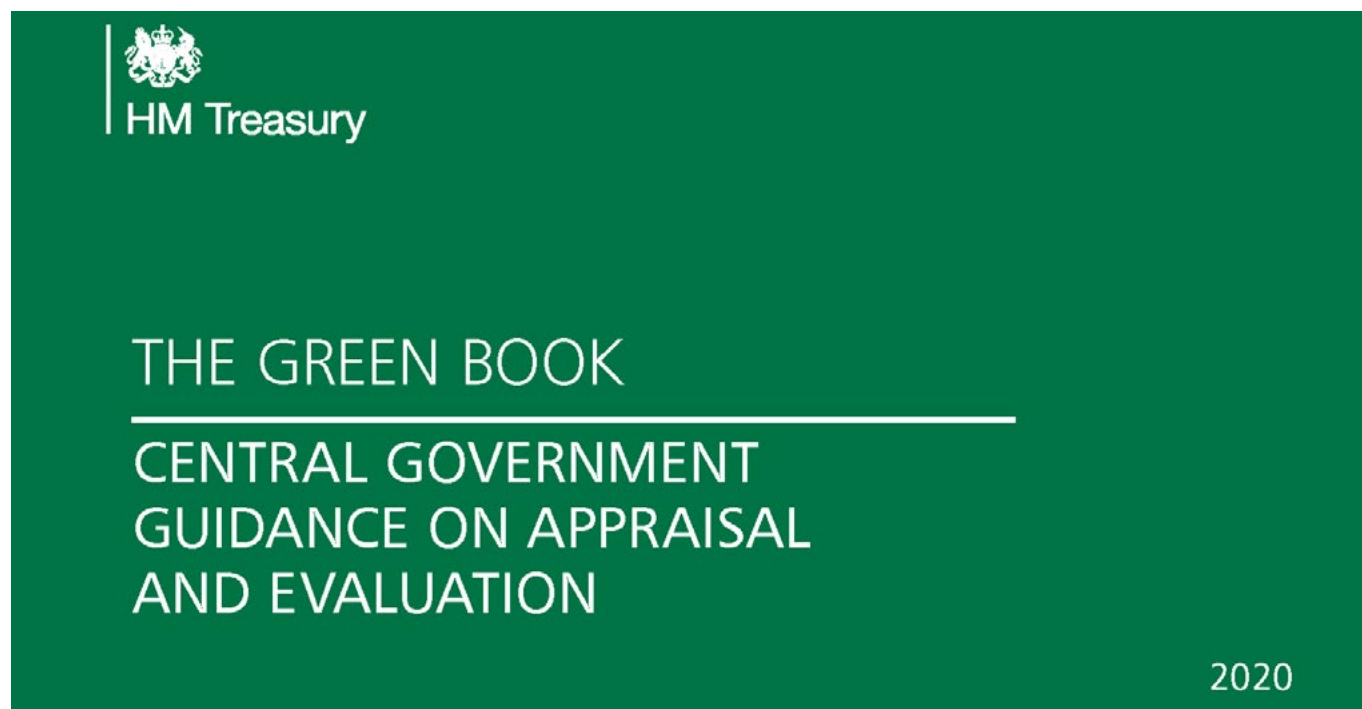 HM Treasury
THE GREEN BOOK
CENTRAL GOVERNMENT
GUIDANCE ON APPRAISAL
AND EVALUATION
2020